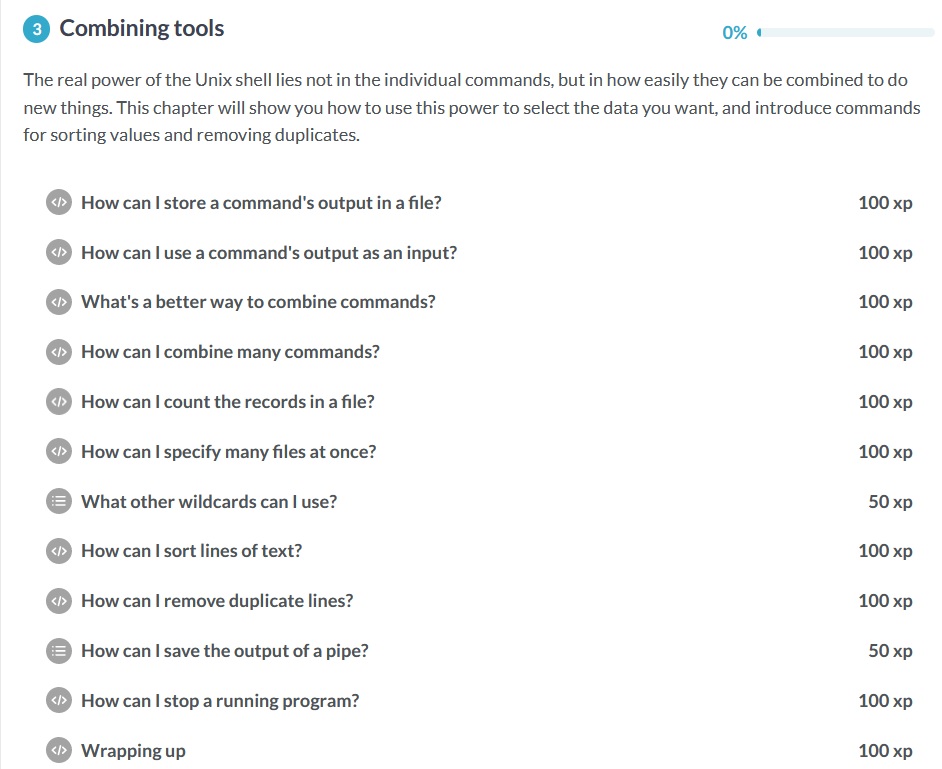 3 Combining tools
0%
The real power of the Unix shell lies not in the individual commands, but in how easily they can be combined to do
new things. This chapter will show you how to use this power to select the data you want, and introduce commands
for sorting values and removing duplicates.
</> How can I store a command's output in a file? 100 xp
</> How can I use a command's output as an input? 100 xp
</> What's a better way to combine commands? 100 xp
</> How can I combine many commands? 100 xp
</> How can I count the records in a file? 100 xp
</> How can I specify many files at once? 100 xp
What other wildcards can I use? 50 xp
</> How can I sort lines of text? 100 xp
</> How can I remove duplicate lines? 100 xp
How can I save the output of a pipe? 50 xp
</> How can I stop a running program? 100 xp
</> Wrapping up 100 xp